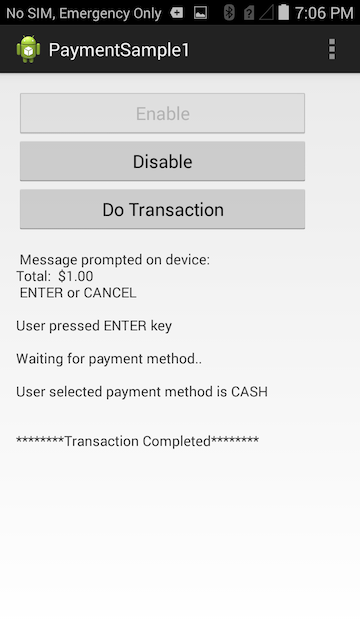 No SIM, Emergency Only 7:06 PM
PaymentSample1
Enable
Disable
Do Transaction
Message prompted on device:
Total: $1.00
ENTER or CANCEL
User pressed ENTER key
Waiting for payment method..
User selected payment method is CASH
********Transaction Completed********